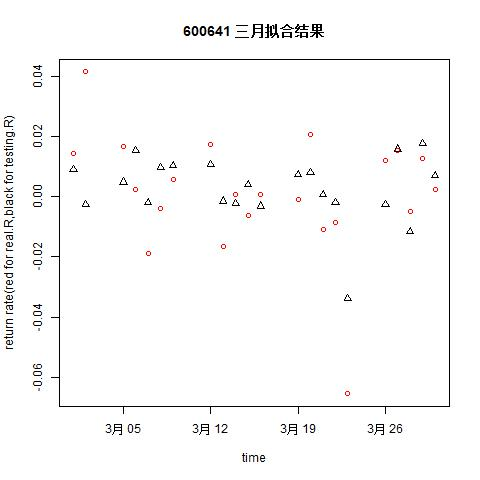 600641 三月拟合结果
return rate(red for real.R,black for testing.R)
0.04
0.02
0.00
-0.02
-0.04
-0.06
3月 05 3月 12 3月 19 3月 26
time